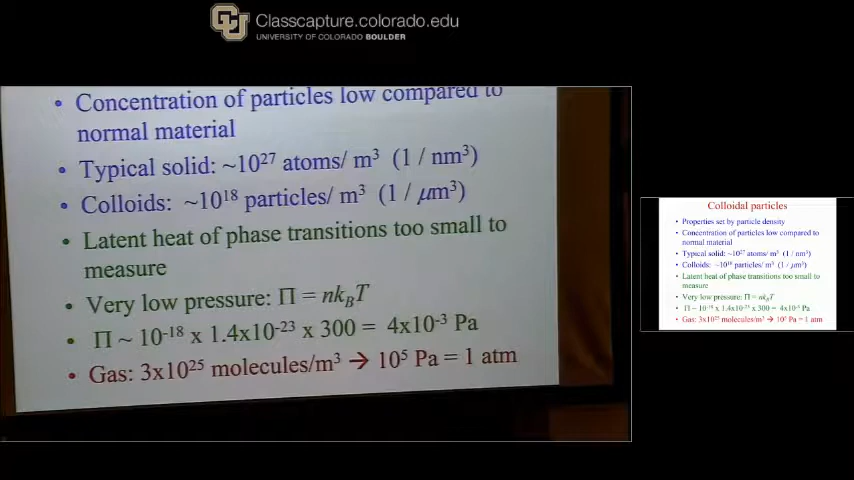 Classcapture.colorado.edu
UNIVERSITY OF COLORADO BOULDER
• Concentration of particles low compared to
normal material
• Typical solid: ~10²⁷ atoms/ m³ (1 / nm³)
• Colloids: ~10¹⁸ particles/ m³ (1 / μm³)
• Latent heat of phase transitions too small to
measure
• Very low pressure: Π = nk_BT
• Π ~ 10⁻¹⁸ x 1.4x10⁻²³ x 300 = 4x10⁻³ Pa
• Gas: 3x10²⁵ molecules/m³ → 10⁵ Pa = 1 atm
Colloidal particles
• Properties set by particle density
• Concentration of particles low compared to
normal material
• Typical solid: ~10²⁷ atoms/ m³ (1 / nm³)
• Colloids: ~10¹⁸ particles/ m³ (1 / μm³)
• Latent heat of phase transitions too small to
measure
• Very low pressure: Π = nk_BT
• Π ~ 10⁻¹⁸ x 1.4x10⁻²³ x 300 = 4x10⁻³ Pa
• Gas: 3x10²⁵ molecules/m³ → 10⁵ Pa = 1 atm